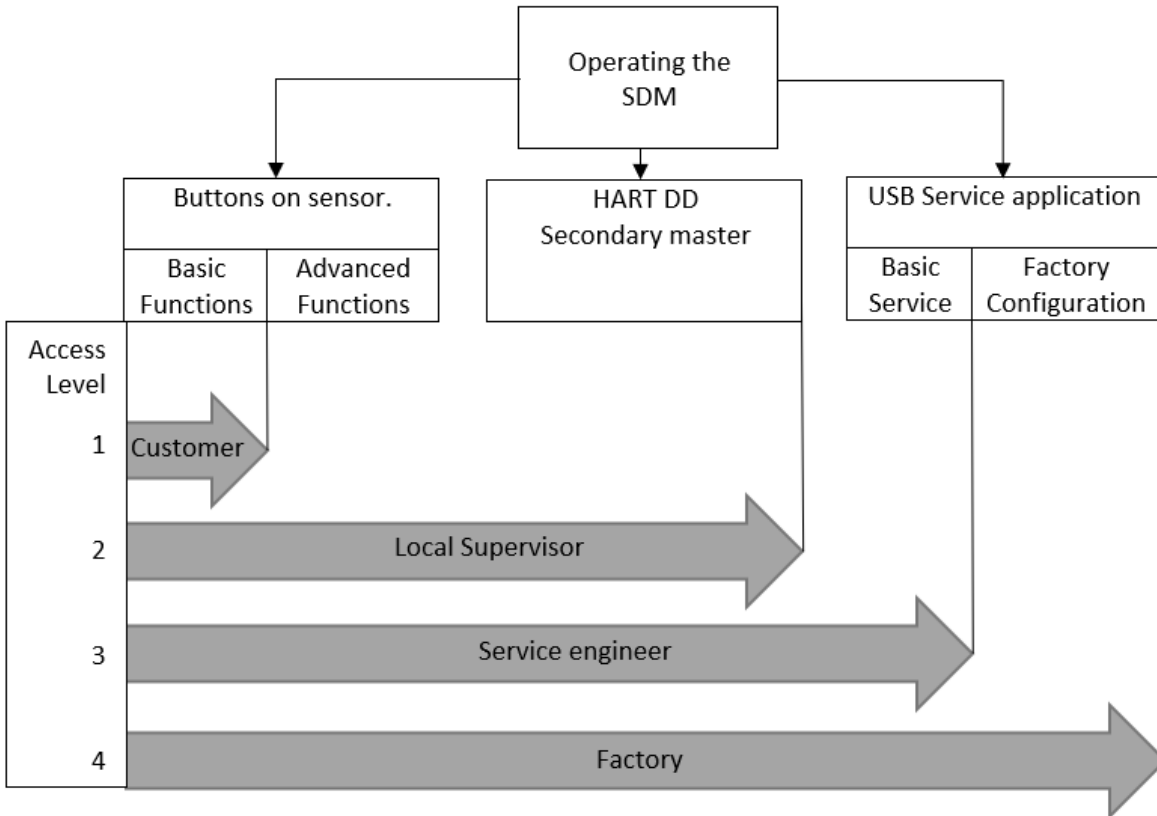 Operating the
SDM
Buttons on sensor.
HART DD
Secondary master
USB Service application
Basic
Functions
Advanced
Functions
Basic
Service
Factory
Configuration
Access
Level
1
Customer
2
Local Supervisor
3
Service engineer
4
Factory